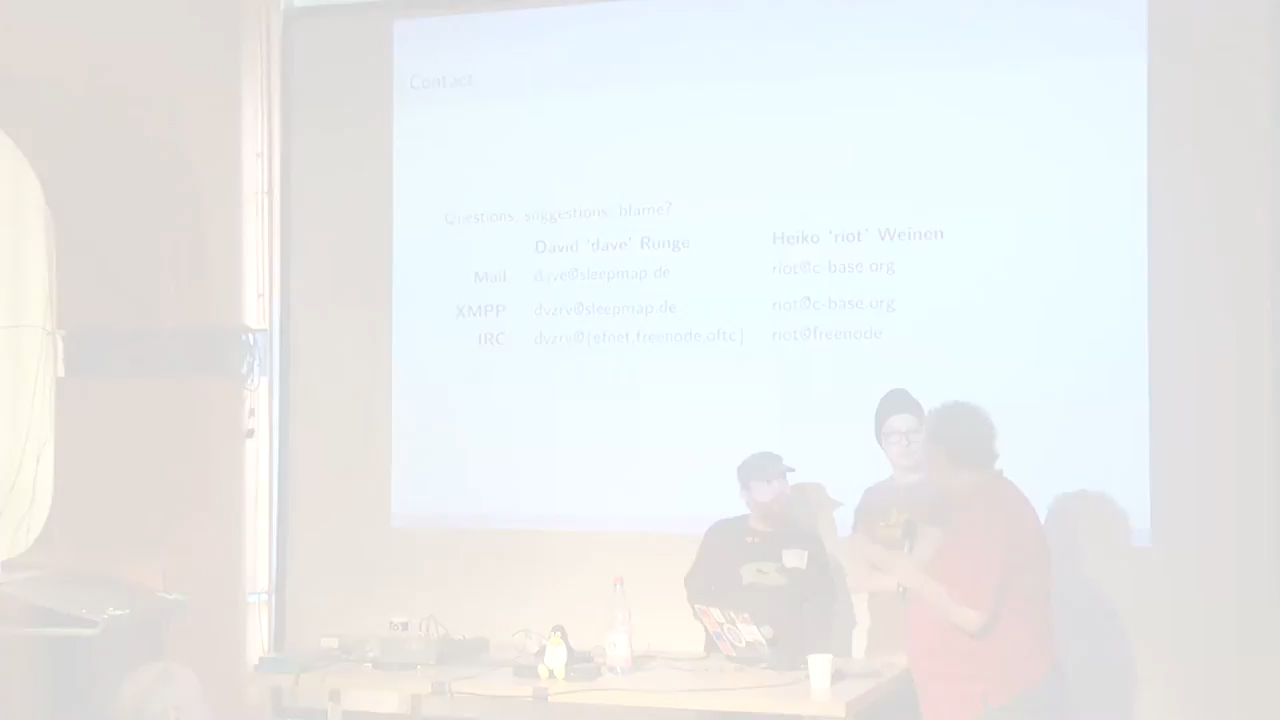 Contact
Questions, suggestions, blame?
David 'dave' Runge Heiko 'riot' Weinen
Mail dave@sleepmap.de riot@c-base.org
XMPP dvzrv@sleepmap.de riot@c-base.org
IRC dvzrv@{efnet,freenode,oftc} riot@freenode